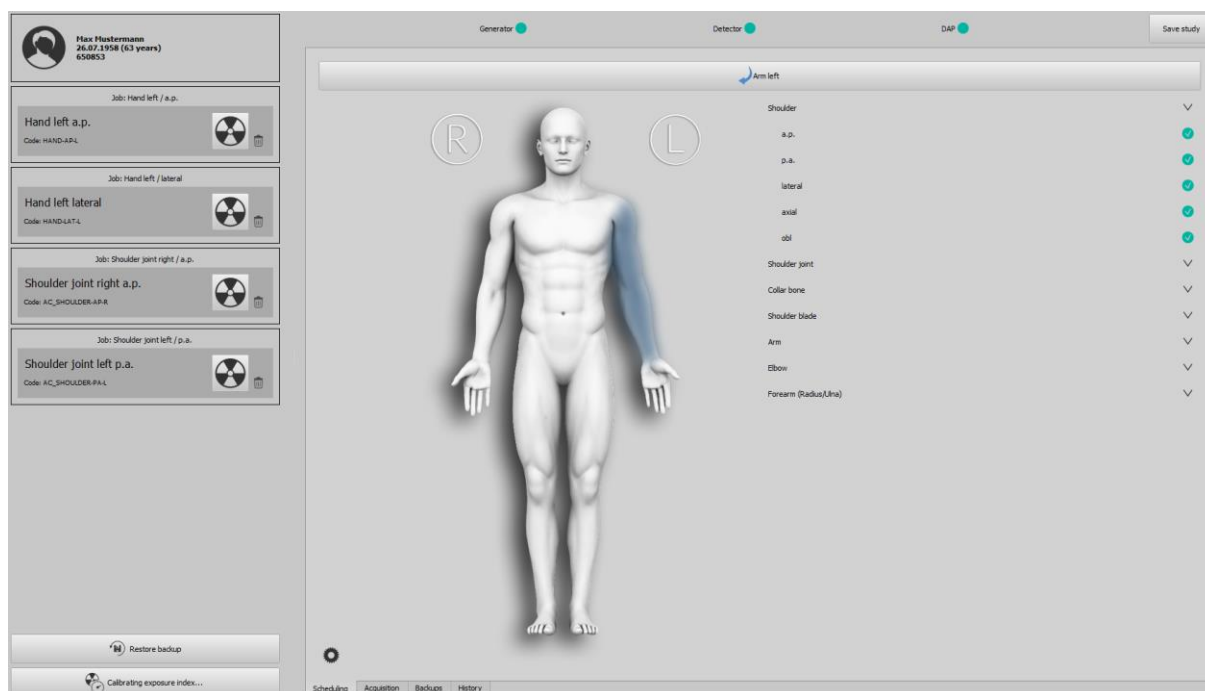 Max Mustermann
26.07.1958 (63 years)
650853
Generator
Detector
DAP
Save study
Job: Hand left / a.p.
Hand left a.p.
Code: HAND-AP-L
Job: Hand left / lateral
Hand left lateral
Code: HAND-LAT-L
Job: Shoulder joint right / a.p.
Shoulder joint right a.p.
Code: AC_SHOULDER-AP-R
Job: Shoulder joint left / p.a.
Shoulder joint left p.a.
Code: AC_SHOULDER-PA-L
Restore backup
Calibrating exposure index...
Arm left
R
L
Shoulder
a.p.
p.a.
lateral
axial
obl
Shoulder joint
Collar bone
Shoulder blade
Arm
Elbow
Forearm (Radius/Ulna)
Scheduling Acquisition Backups History